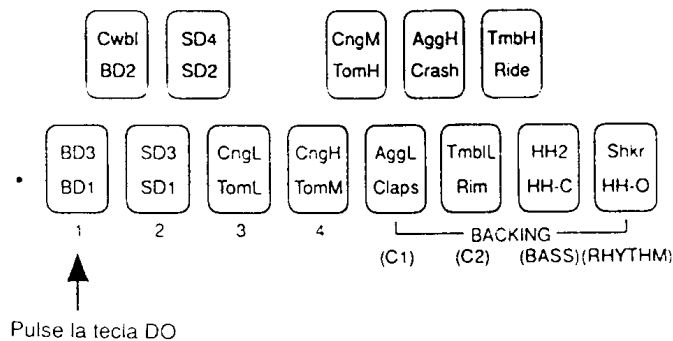 Cwbl SD4 CngM AggH TmbH
BD2 SD2 TomH Crash Ride
BD3 SD3 CngL CngH AggL TmblL HH2 Shkr
BD1 SD1 TomL TomM Claps Rim HH-C HH-O
1 2 3 4 BACKING
(C1) (C2) (BASS) (RHYTHM)
Pulse la tecla DO